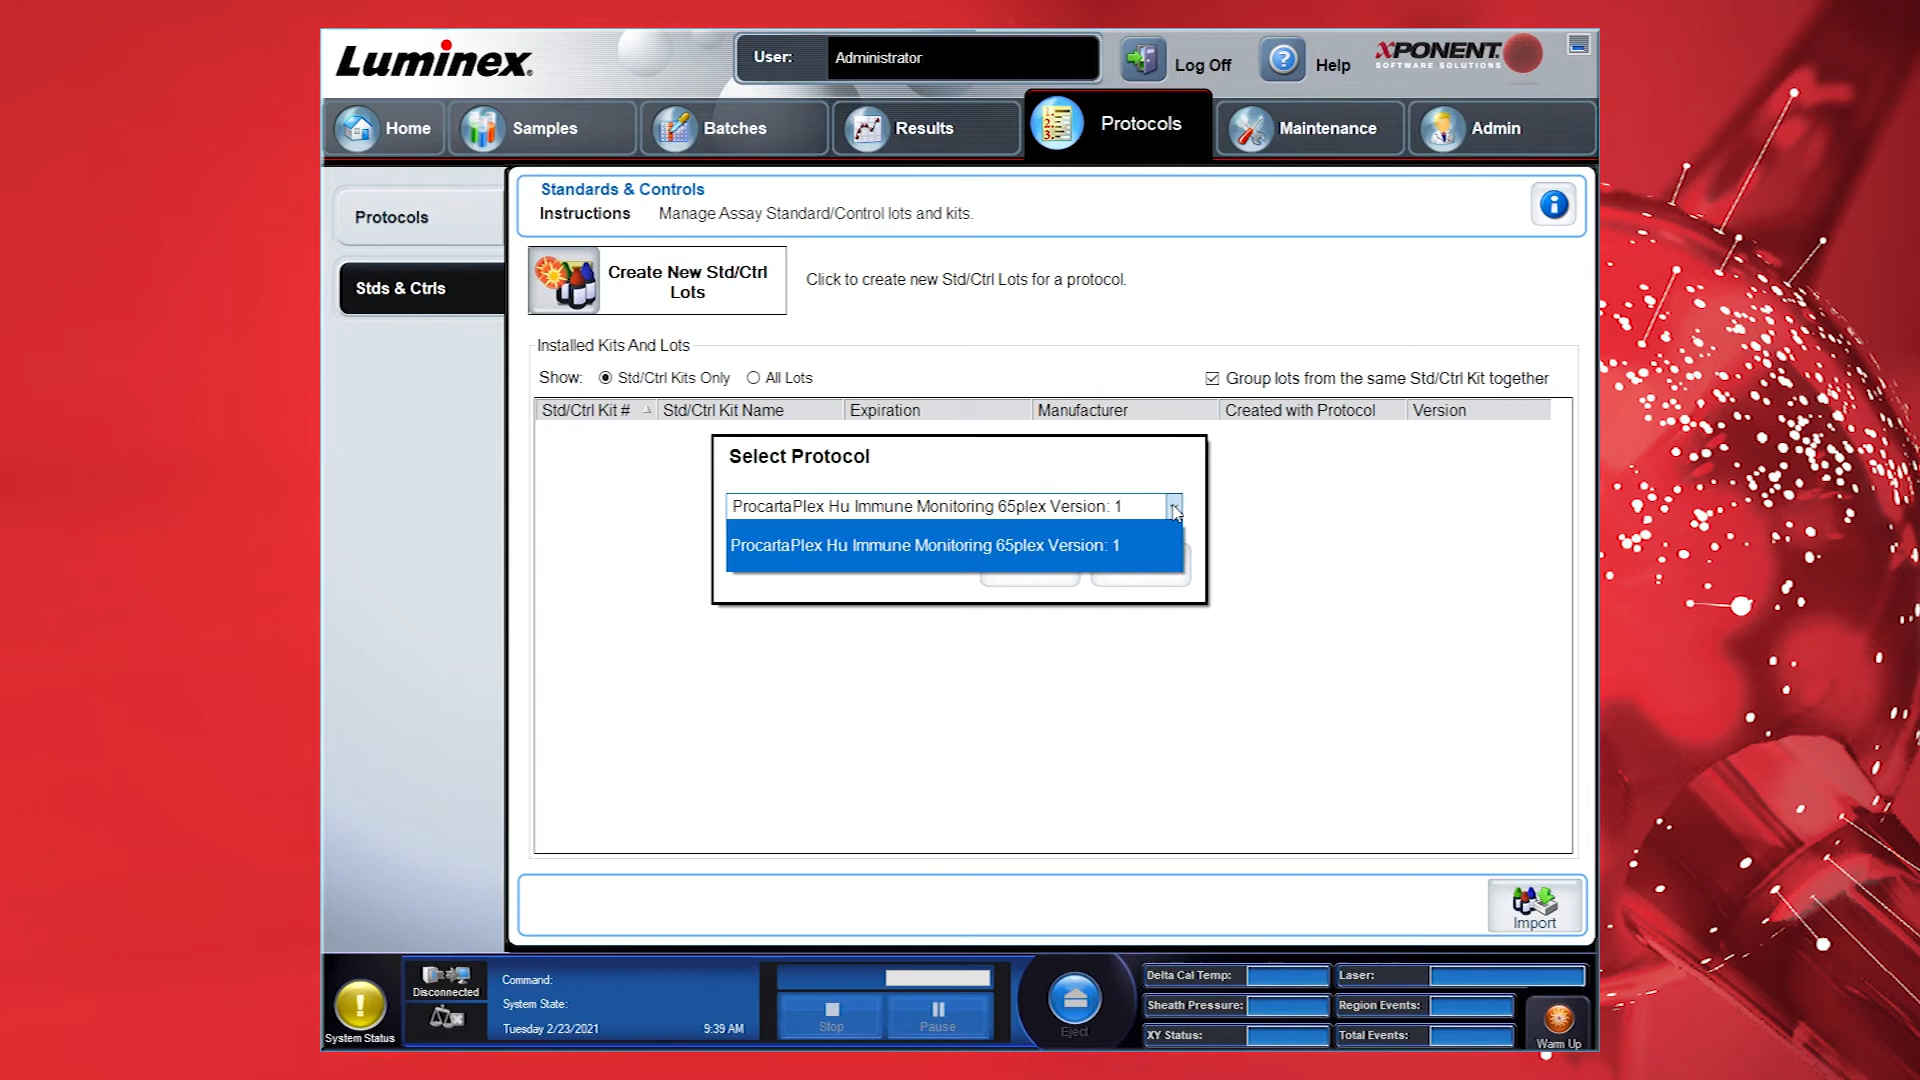 Luminex
User: Administrator
Log Off
Help
XPONENT
SOFTWARE SOLUTIONS
Home
Samples
Batches
Results
Protocols
Maintenance
Admin
Protocols
Stds & Ctrls
Standards & Controls
Instructions Manage Assay Standard/Control lots and kits.
Create New Std/Ctrl
Lots
Click to create new Std/Ctrl Lots for a protocol.
Installed Kits And Lots
Show: Std/Ctrl Kits Only All Lots
Group lots from the same Std/Ctrl Kit together
Std/Ctrl Kit # Std/Ctrl Kit Name Expiration Manufacturer Created with Protocol Version
Select Protocol
ProcartaPlex Hu Immune Monitoring 65plex Version: 1
ProcartaPlex Hu Immune Monitoring 65plex Version: 1
Import
System Status
Disconnected
Command:
System State:
Tuesday 2/23/2021 9:39 AM
Stop
Pause
Eject
Delta Cal Temp:
Laser:
Sheath Pressure:
Region Events:
XY Status:
Total Events:
Warm Up